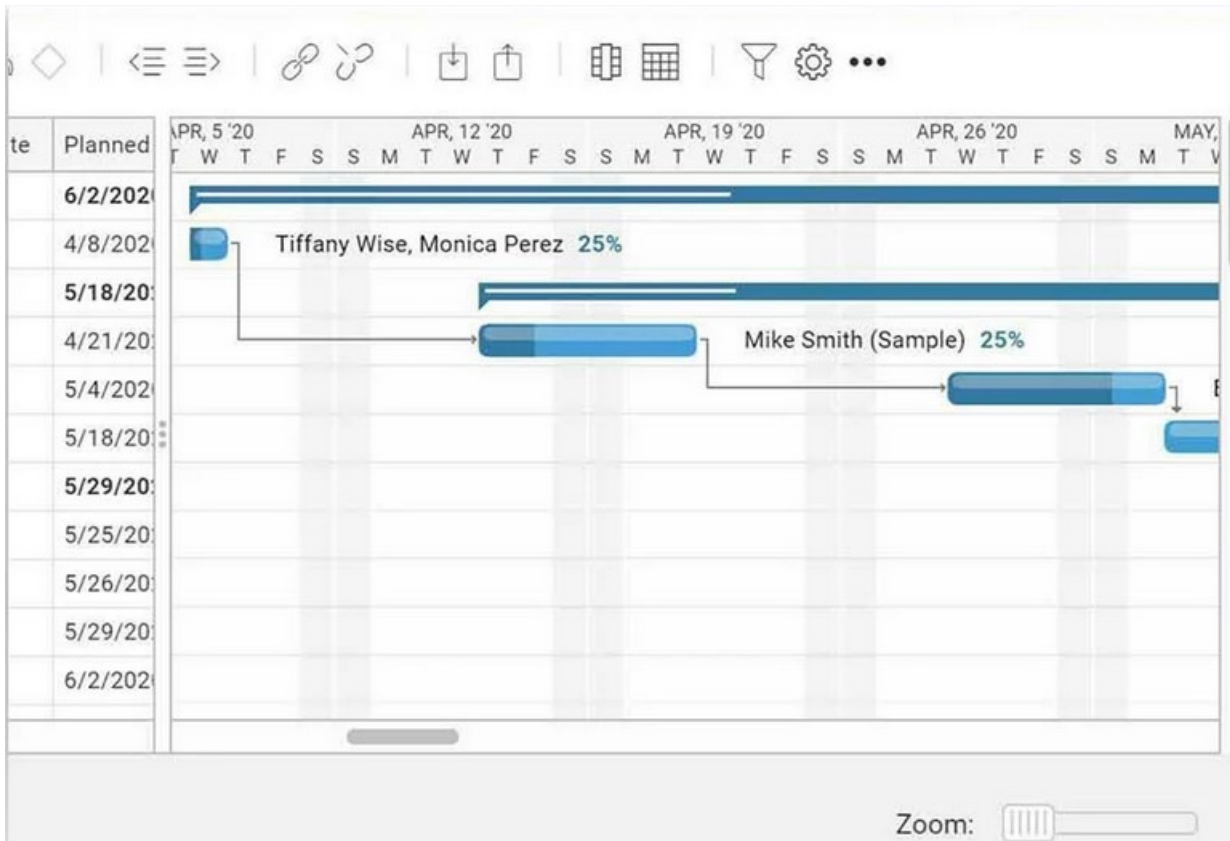 APR, 5 '20 APR, 12 '20 APR, 19 '20 APR, 26 '20 MAY,
te Planned T W T F S S M T W T F S S M T W T F S S M T W T F S S M T W
6/2/202
4/8/202 Tiffany Wise, Monica Perez 25%
5/18/20
4/21/20 Mike Smith (Sample) 25%
5/4/202
5/18/20
5/29/20
5/25/20
5/26/20
5/29/20
6/2/202
Zoom: